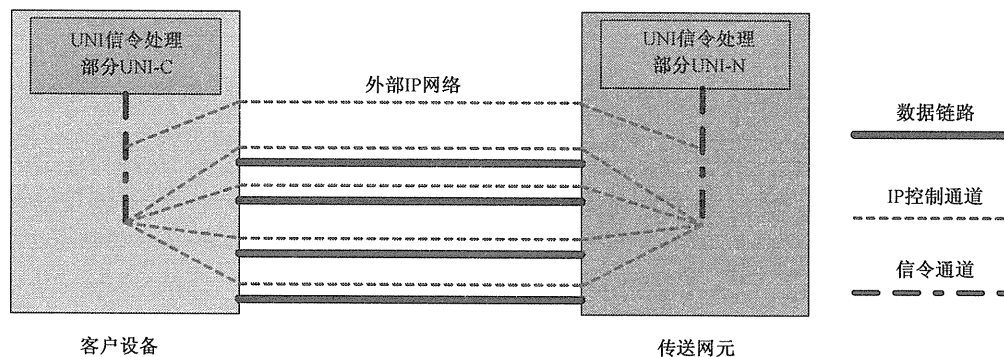 UNI信令处理
部分UNI-C
UNI信令处理
部分UNI-N
外部IP网络
数据链路
IP控制通道
信令通道
客户设备
传送网元